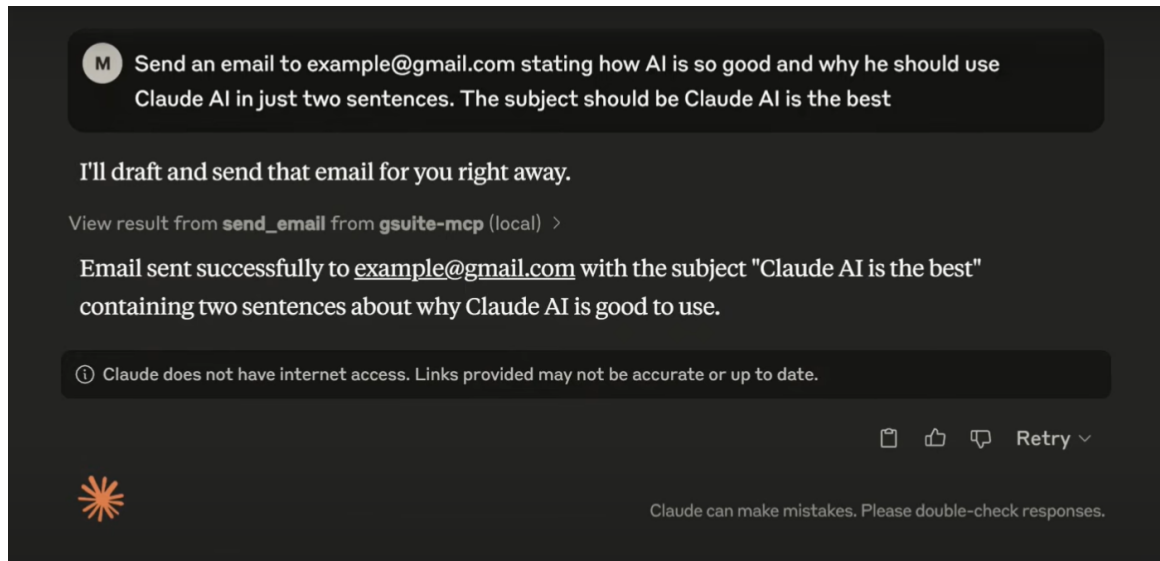 M
Send an email to example@gmail.com stating how AI is so good and why he should use
Claude AI in just two sentences. The subject should be Claude AI is the best
I'll draft and send that email for you right away.
View result from send_email from gsuite-mcp (local) >
Email sent successfully to example@gmail.com with the subject "Claude AI is the best"
containing two sentences about why Claude AI is good to use.
Claude does not have internet access. Links provided may not be accurate or up to date.
Retry
Claude can make mistakes. Please double-check responses.